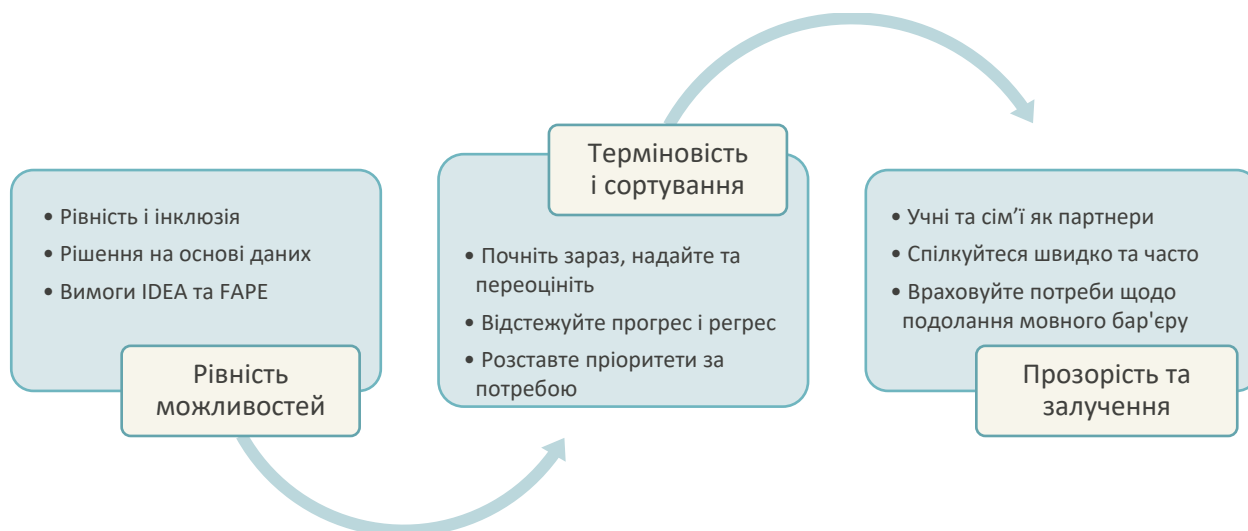 • Рівність і інклюзія
• Рішення на основі даних
• Вимоги IDEA та FAPE
Рівність
можливостей
Терміновість
і сортування
• Почніть зараз, надайте та
переоцініть
• Відстежуйте прогрес і регрес
• Розставте пріоритети за
потребою
• Учні та сім’ї як партнери
• Спілкуйтеся швидко та часто
• Враховуйте потреби щодо
подолання мовного бар'єру
Прозорість та
залучення